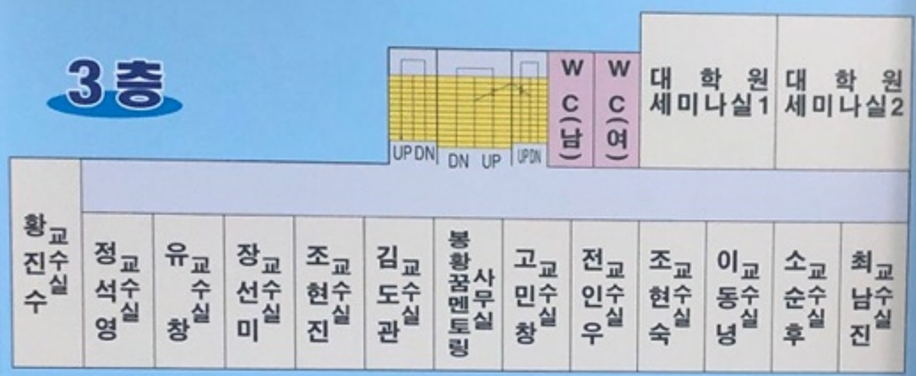 3층
UP DN
DN UP
UP DN
WC(남)
WC(여)
대학원
세미나실1
대학원
세미나실2
황진수 교수실
정석영 교수실
유창 교수실
장선미 교수실
조현진 교수실
김도관 교수실
봉황꿈멘토링 사무실
고민창 교수실
전인우 교수실
조현숙 교수실
이동녕 교수실
소순후 교수실
최남진 교수실